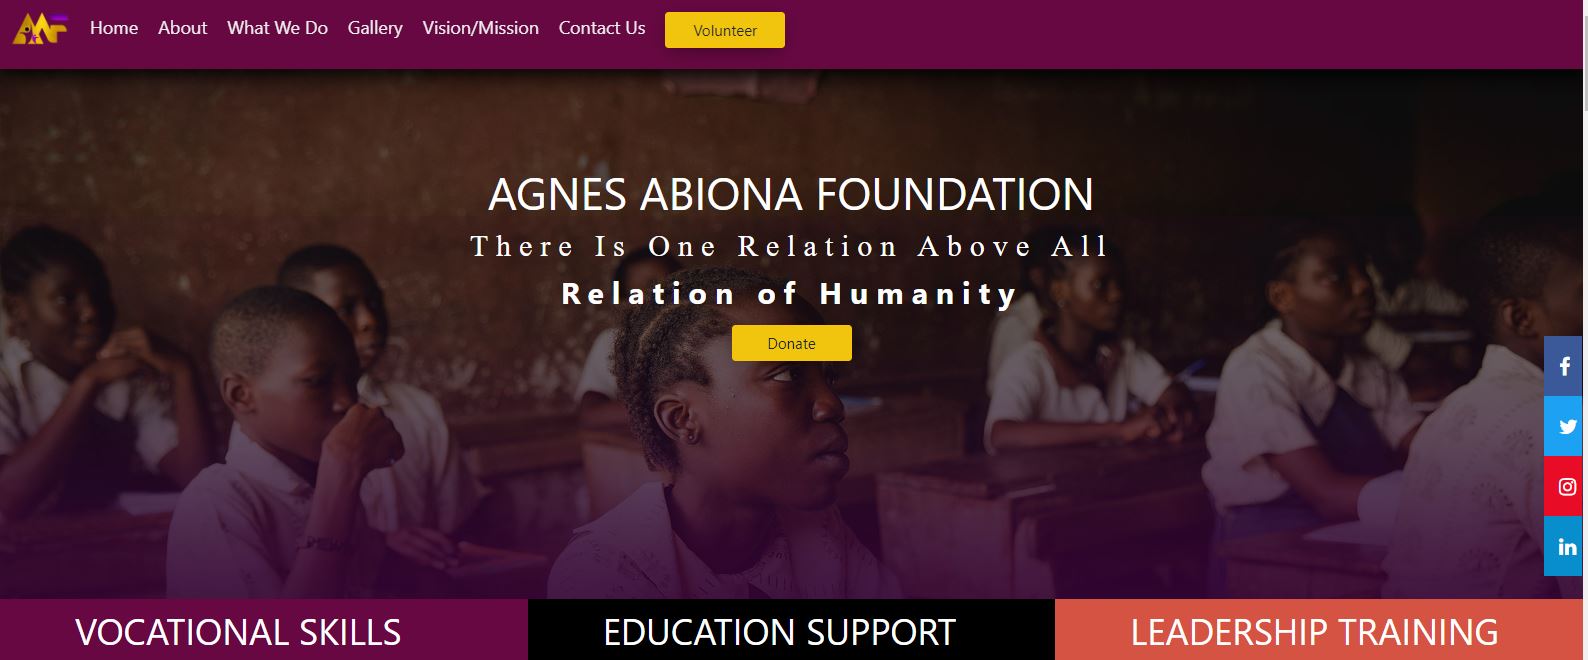 Home About What We Do Gallery Vision/Mission Contact Us Volunteer
AGNES ABIONA FOUNDATION
There Is One Relation Above All
Relation of Humanity
Donate
VOCATIONAL SKILLS EDUCATION SUPPORT LEADERSHIP TRAINING